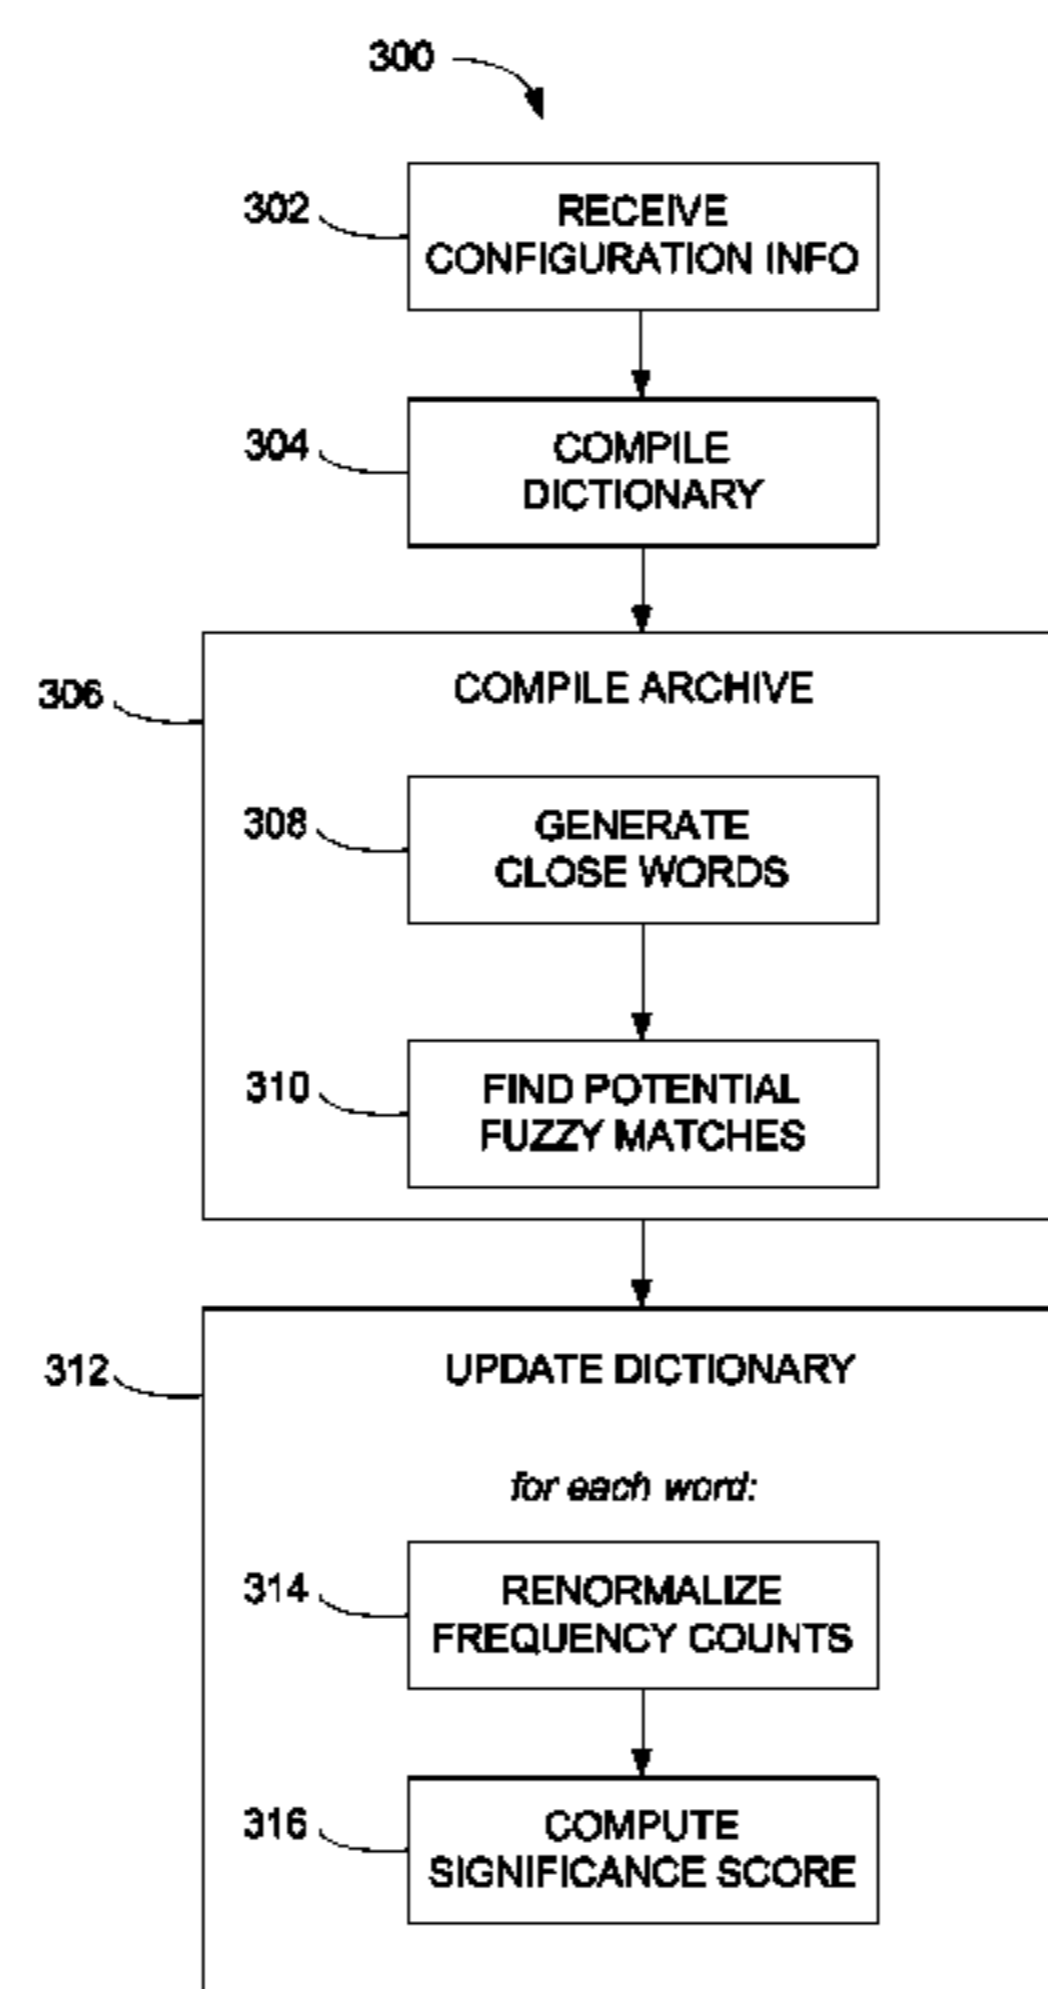 300
302
RECEIVE
CONFIGURATION INFO
304
COMPILE
DICTIONARY
306
COMPILE ARCHIVE
308
GENERATE
CLOSE WORDS
310
FIND POTENTIAL
FUZZY MATCHES
312
UPDATE DICTIONARY
for each word:
314
RENORMALIZE
FREQUENCY COUNTS
316
COMPUTE
SIGNIFICANCE SCORE